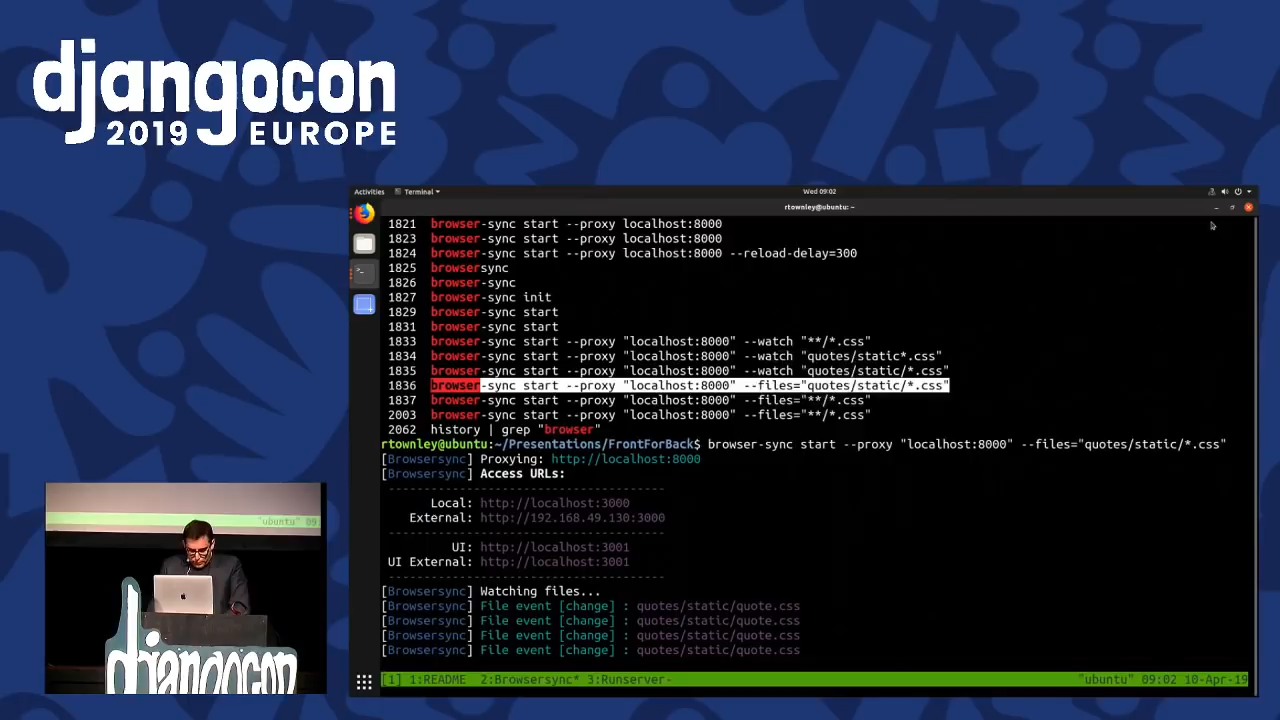 djangocon
2019 EUROPE
Activities Terminal Wed 09:02
rtownley@ubuntu: ~
1821 browser-sync start --proxy localhost:8000
1823 browser-sync start --proxy localhost:8000
1824 browser-sync start --proxy localhost:8000 --reload-delay=300
1825 browsersync
1826 browser-sync
1827 browser-sync init
1829 browser-sync start
1831 browser-sync start
1833 browser-sync start --proxy "localhost:8000" --watch "**/*.css"
1834 browser-sync start --proxy "localhost:8000" --watch "quotes/static*.css"
1835 browser-sync start --proxy "localhost:8000" --watch "quotes/static/*.css"
1836 browser-sync start --proxy "localhost:8000" --files="quotes/static/*.css"
1837 browser-sync start --proxy "localhost:8000" --files="**/*.css"
2003 browser-sync start --proxy "localhost:8000" --files="**/*.css"
2062 history | grep "browser"
rtownley@ubuntu:~/Presentations/FrontForBack$ browser-sync start --proxy "localhost:8000" --files="quotes/static/*.css"
[Browsersync] Proxying: http://localhost:8000
[Browsersync] Access URLs:
--------------------------------------
Local: http://localhost:3000
External: http://192.168.49.130:3000
--------------------------------------
UI: http://localhost:3001
UI External: http://localhost:3001
--------------------------------------
[Browsersync] Watching files...
[Browsersync] File event [change] : quotes/static/quote.css
[Browsersync] File event [change] : quotes/static/quote.css
[Browsersync] File event [change] : quotes/static/quote.css
[Browsersync] File event [change] : quotes/static/quote.css
[1] 1:README 2:Browsersync* 3:Runserver- "ubuntu" 09:02 10-Apr-19
"ubuntu" 09:
djangocon